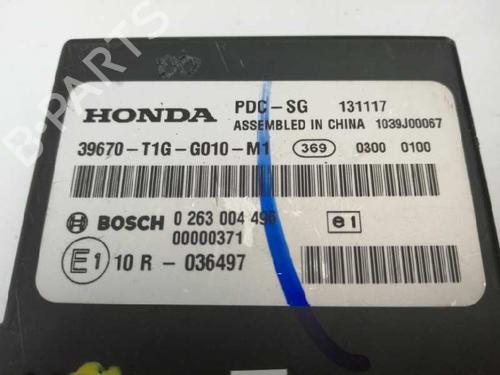 HONDA PDC-SG 131117
ASSEMBLED IN CHINA 1039J00067
39670-T1G-G010-M1 369 0300 0100
BOSCH 0 263 004 496 e1
00000371
E1 10 R - 036497
B-PARTS